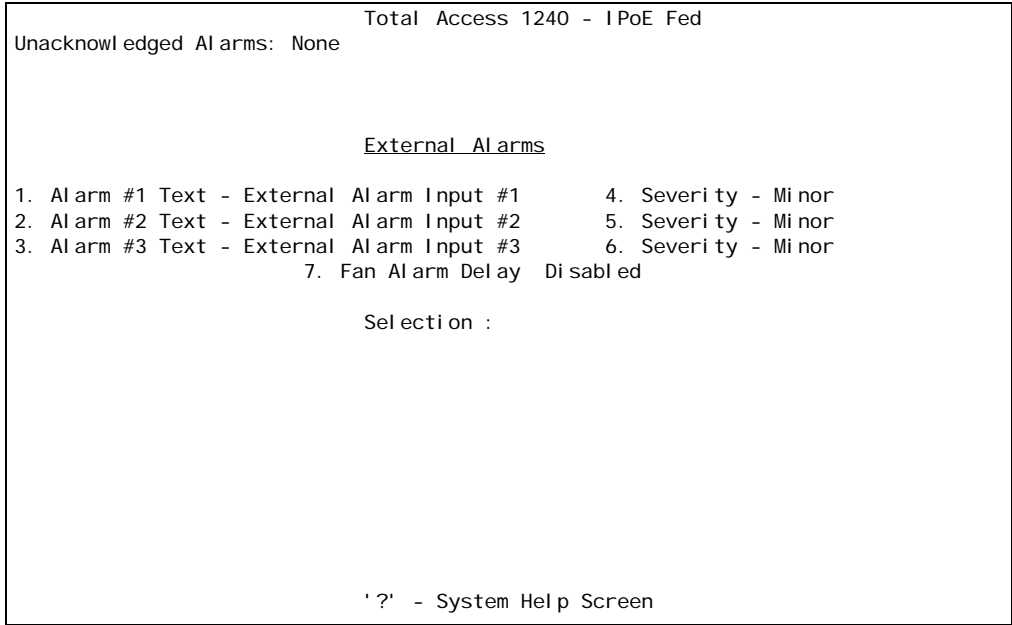 Total Access 1240 - IPoE Fed
Unacknowledged Alarms: None
External Alarms
1. Alarm #1 Text - External Alarm Input #1 4. Severity - Minor
2. Alarm #2 Text - External Alarm Input #2 5. Severity - Minor
3. Alarm #3 Text - External Alarm Input #3 6. Severity - Minor
7. Fan Alarm Delay Disabled
Selection :
'?' - System Help Screen